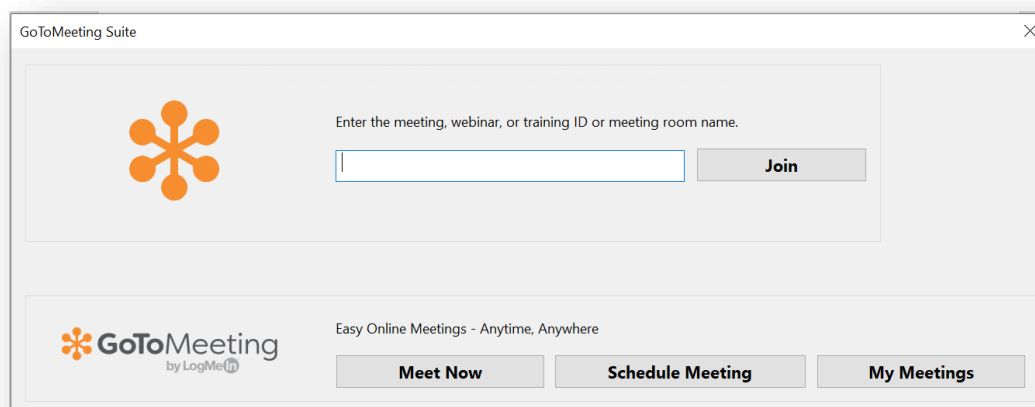 GoToMeeting Suite
Enter the meeting, webinar, or training ID or meeting room name.
Join
GoToMeeting
by LogMeIn
Easy Online Meetings - Anytime, Anywhere
Meet Now
Schedule Meeting
My Meetings